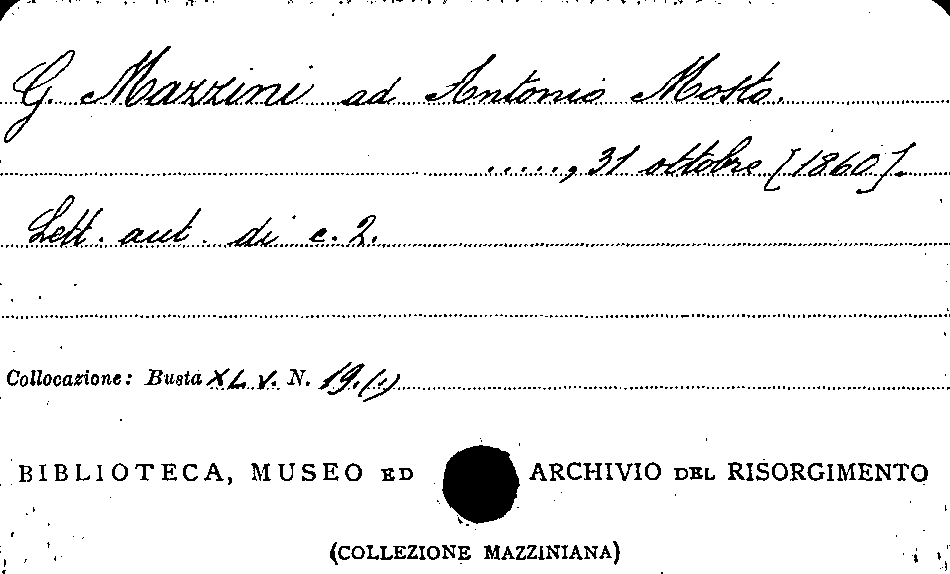 G. Mazzini ad Antonio Mosto.
....., 31 ottobre [1860].
Lett. aut. di c. 2.
Collocazione: Busta XLV. N. 19.(1)
BIBLIOTECA, MUSEO ED ARCHIVIO DEL RISORGIMENTO
(COLLEZIONE MAZZINIANA)